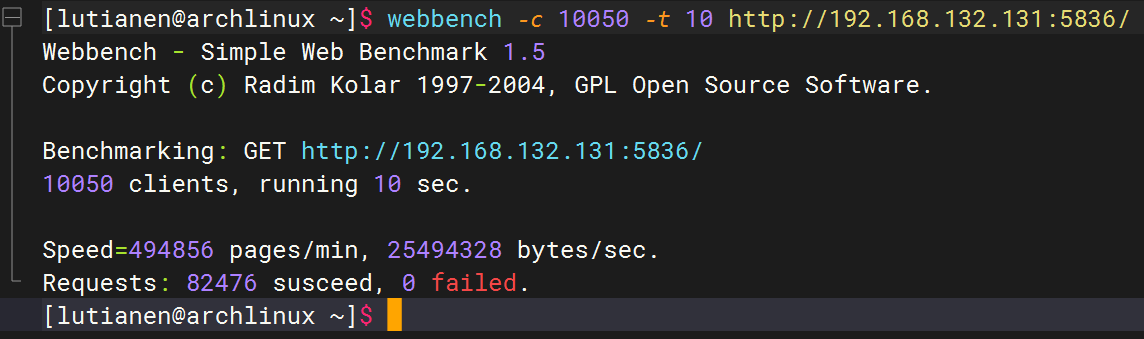 [lutianen@archlinux ~]$ webbench -c 10050 -t 10 http://192.168.132.131:5836/
Webbench - Simple Web Benchmark 1.5
Copyright (c) Radim Kolar 1997-2004, GPL Open Source Software.
Benchmarking: GET http://192.168.132.131:5836/
10050 clients, running 10 sec.
Speed=494856 pages/min, 25494328 bytes/sec.
Requests: 82476 susceed, 0 failed.
[lutianen@archlinux ~]$